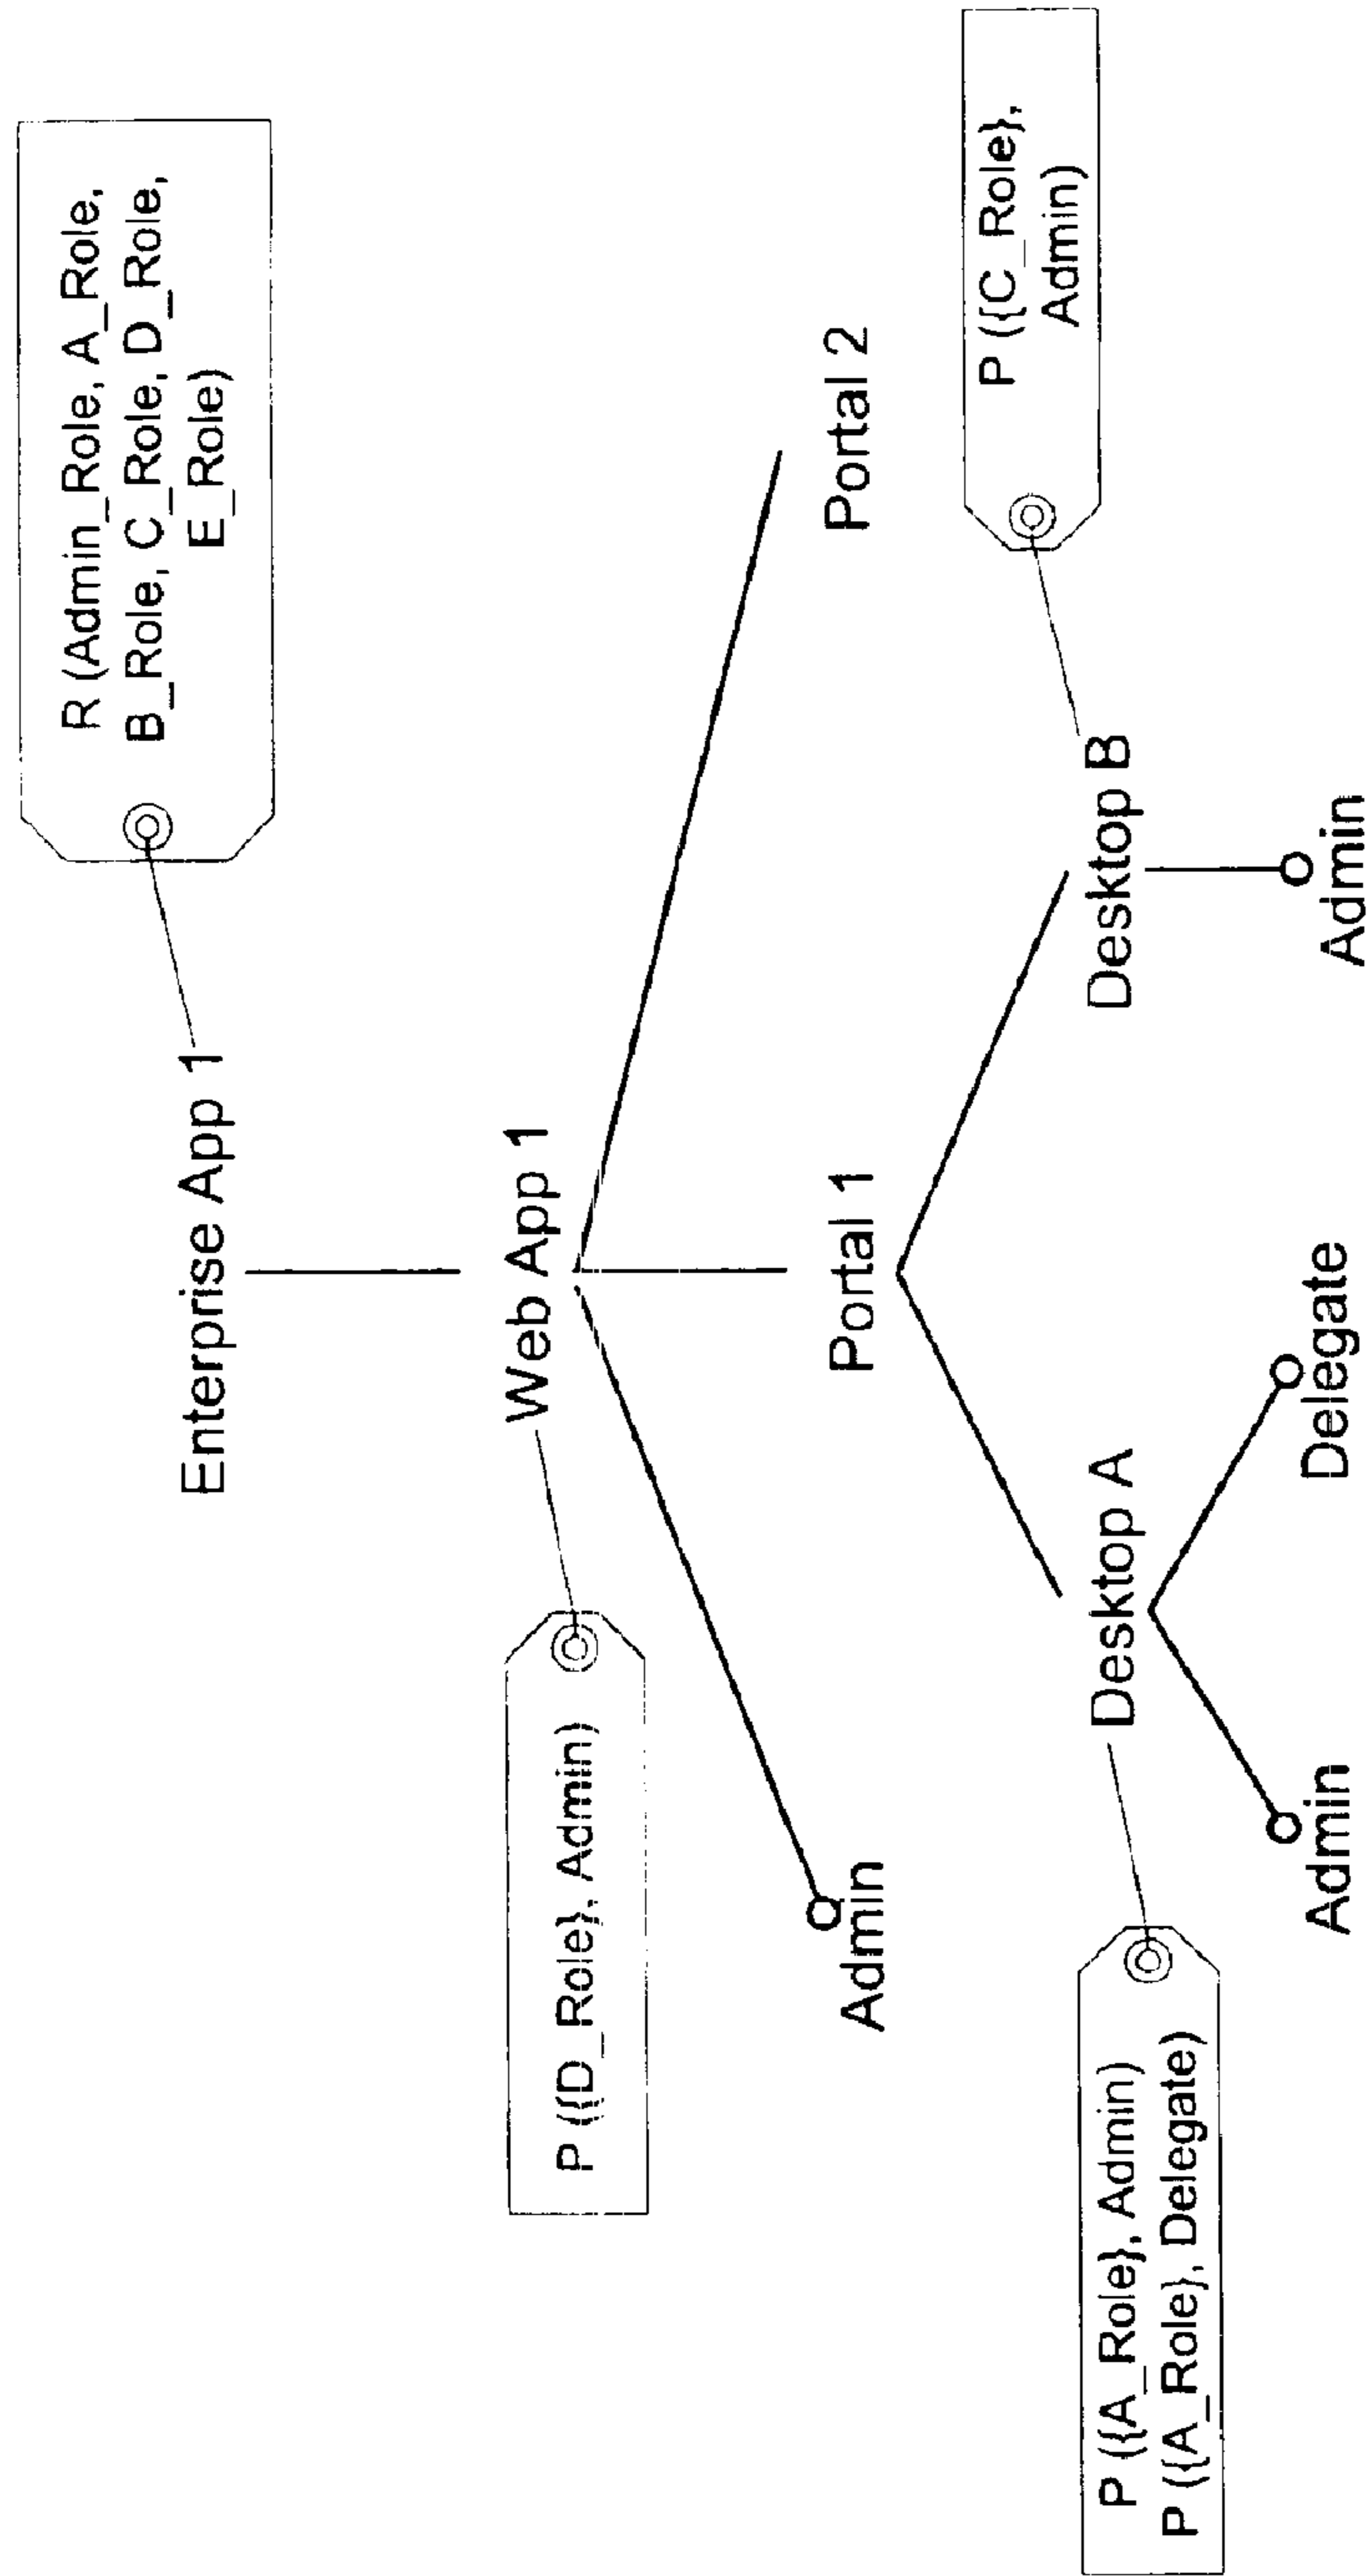 R (Admin_Role, A_Role,
B_Role, C_Role, D_Role,
E_Role)
Enterprise App 1
P ({D_Role}, Admin)
Web App 1
Admin
Portal 1
Portal 2
P ({A_Role}, Admin)
P ({A_Role}, Delegate)
Desktop A
Desktop B
P ({C_Role},
Admin)
Admin
Delegate
Admin